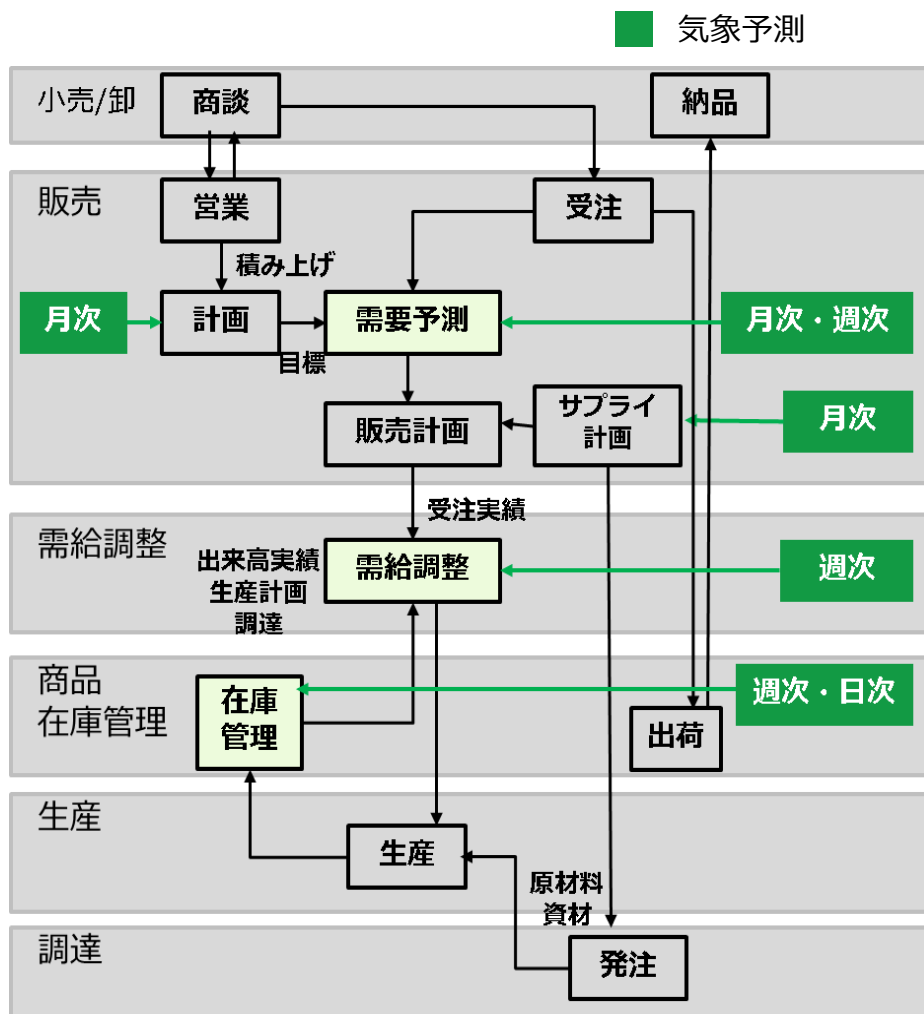 気象予測
小売/卸
商談
納品
販売
営業
受注
積み上げ
月次
計画
需要予測
月次・週次
目標
販売計画
サプライ
計画
月次
受注実績
需給調整
出来高実績
生産計画
調達
需給調整
週次
商品
在庫管理
在庫
管理
週次・日次
出荷
生産
生産
原材料
資材
調達
発注